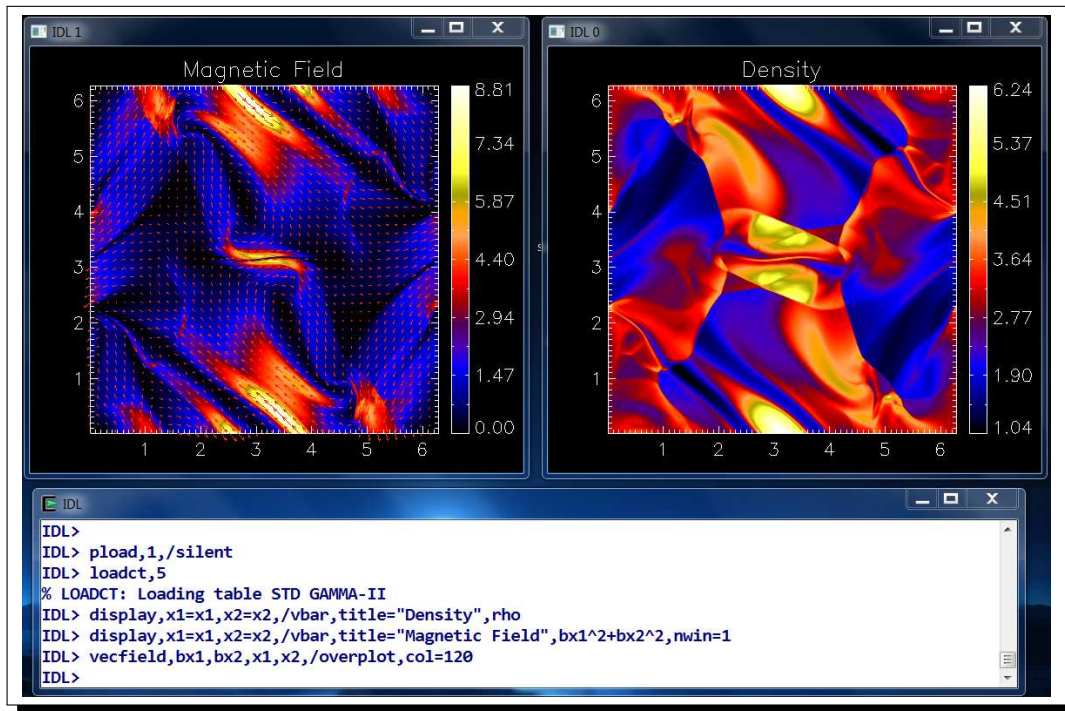 IDL 1
Magnetic Field
6
5
4
3
2
1
1 2 3 4 5 6
8.81
7.34
5.87
4.40
2.94
1.47
0.00
IDL 0
Density
6
5
4
3
2
1
1 2 3 4 5 6
6.24
5.37
4.51
3.64
2.77
1.90
1.04
s
IDL
IDL>
IDL> pload,1,/silent
IDL> loadct,5
% LOADCT: Loading table STD GAMMA-II
IDL> display,x1=x1,x2=x2,/vbar,title="Density",rho
IDL> display,x1=x1,x2=x2,/vbar,title="Magnetic Field",bx1^2+bx2^2,nwin=1
IDL> vecfield,bx1,bx2,x1,x2,/overplot,col=120
IDL>